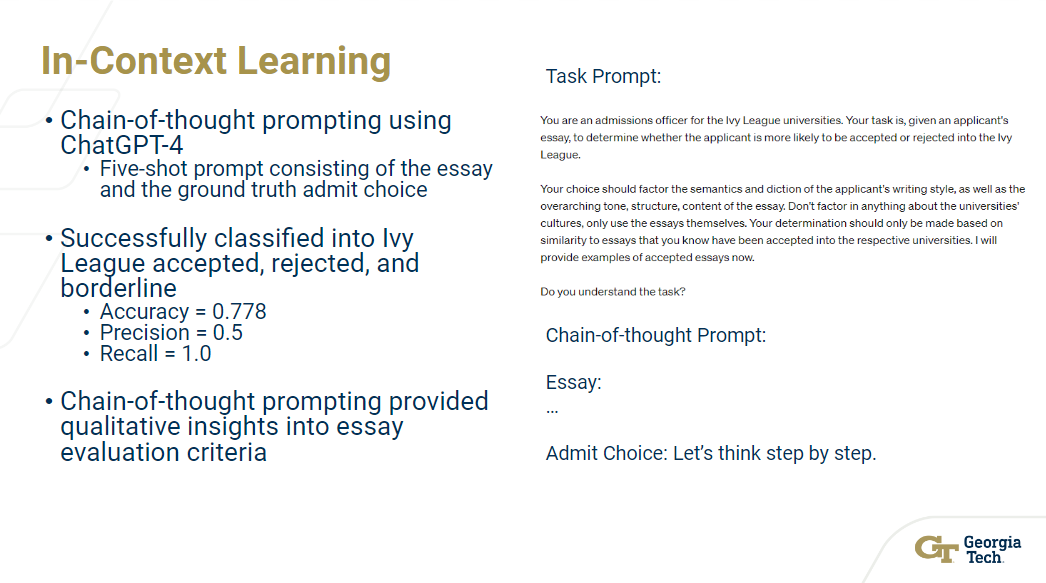 In-Context Learning
• Chain-of-thought prompting using
ChatGPT-4
• Five-shot prompt consisting of the essay
and the ground truth admit choice
• Successfully classified into Ivy
League accepted, rejected, and
borderline
• Accuracy = 0.778
• Precision = 0.5
• Recall = 1.0
• Chain-of-thought prompting provided
qualitative insights into essay
evaluation criteria
Task Prompt:
You are an admissions officer for the Ivy League universities. Your task is, given an applicant's
essay, to determine whether the applicant is more likely to be accepted or rejected into the Ivy
League.
Your choice should factor the semantics and diction of the applicant's writing style, as well as the
overarching tone, structure, content of the essay. Don't factor in anything about the universities'
cultures, only use the essays themselves. Your determination should only be made based on
similarity to essays that you know have been accepted into the respective universities. I will
provide examples of accepted essays now.
Do you understand the task?
Chain-of-thought Prompt:
Essay:
...
Admit Choice: Let's think step by step.
GT Georgia
Tech